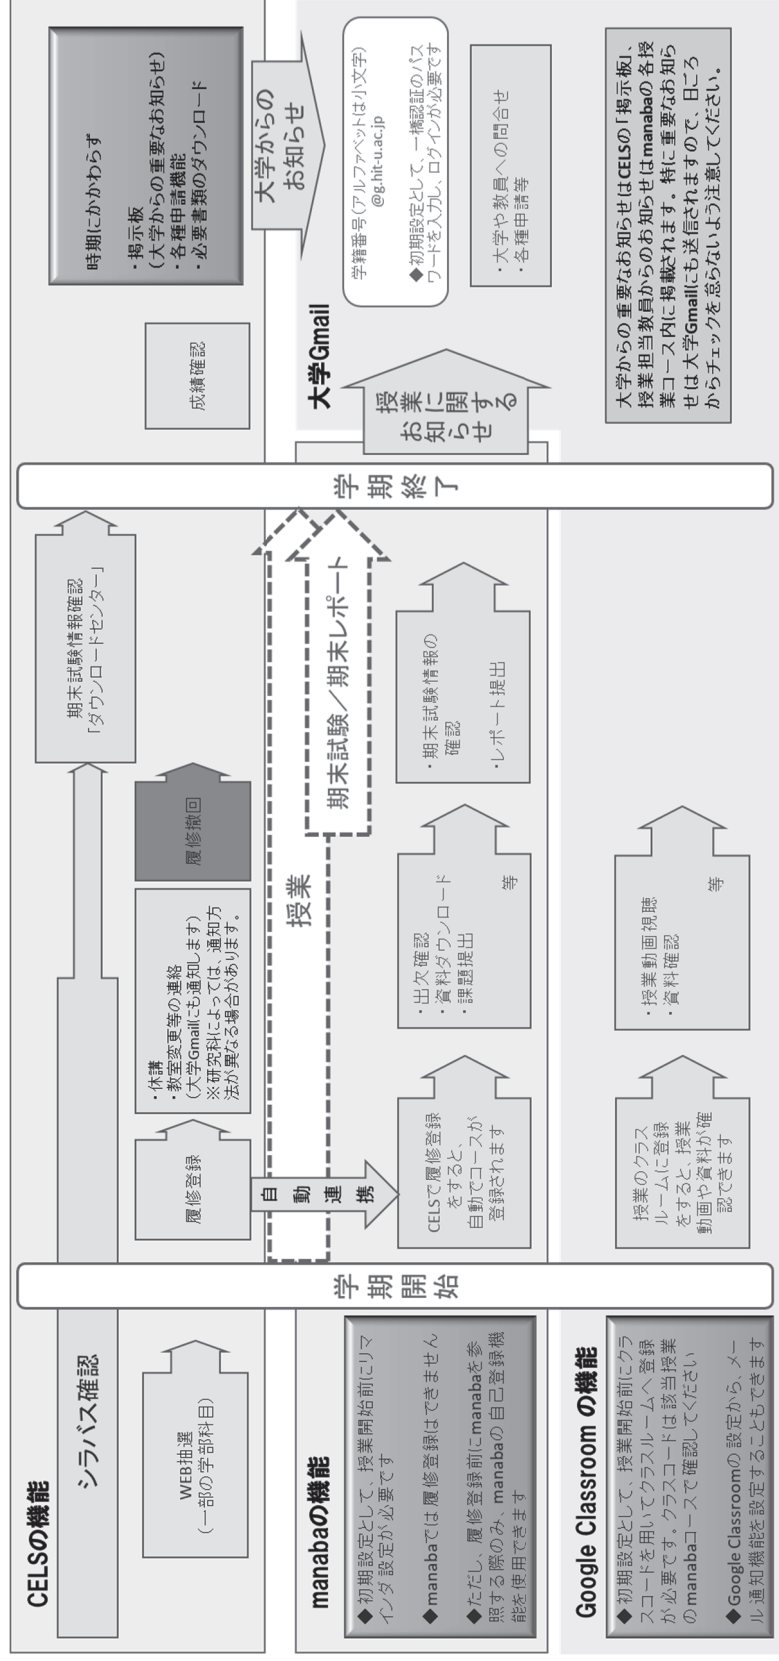 CELSの機能
シラバス確認
WEB抽選
（一部の学部科目）
学期開始
履修登録
自動連携
・休講
・教室変更等の連絡
（大学Gmailにも通知します）
※研究科によっては、通知方
法が異なる場合があります。
履修撤回
期末試験情報確認
「ダウンロードセンター」
学期終了
成績確認
時期にかかわらず
・掲示板
（大学からの重要なお知らせ）
・各種申請機能
・必要書類のダウンロード
大学からの
お知らせ
授業
期末試験／期末レポート
manabaの機能
◆初期設定として、授業開始前にリマ
インダ設定が必要です
◆manabaでは履修登録はできません
◆ただし、履修登録前にmanabaを参
照する際のみ、manabaの自己登録機
能を使用できます
CELSで履修登録
をすると、
自動でコースが
登録されます
・出欠確認
・資料ダウンロード
・課題提出
等
・期末試験情報の
確認
・レポート提出
授業に関する
お知らせ
大学Gmail
学籍番号（アルファベットは小文字）
@g.hit-u.ac.jp
◆初期設定として、一橋認証のパス
ワードを入力し、ログインが必要です
・大学や教員への問合せ
・各種申請等
Google Classroom の機能
◆初期設定として、授業開始前にクラ
スコードを用いてクラスルームへ登録
が必要です。クラスコードは該当授業
のmanabaコースで確認してください
◆Google Classroomの設定から、メー
ル通知機能を設定することもできます
授業のクラス
ルームに登録
をすると、授業
動画や資料が確
認できます
・授業動画視聴
・資料確認
等
大学からの重要なお知らせはCELSの「掲示板」、
授業担当教員からのお知らせはmanabaの各授
業コース内に掲載されます。特に重要なお知ら
せは大学Gmailにも送信されますので、日ごろ
からチェックを怠らないよう注意してください。